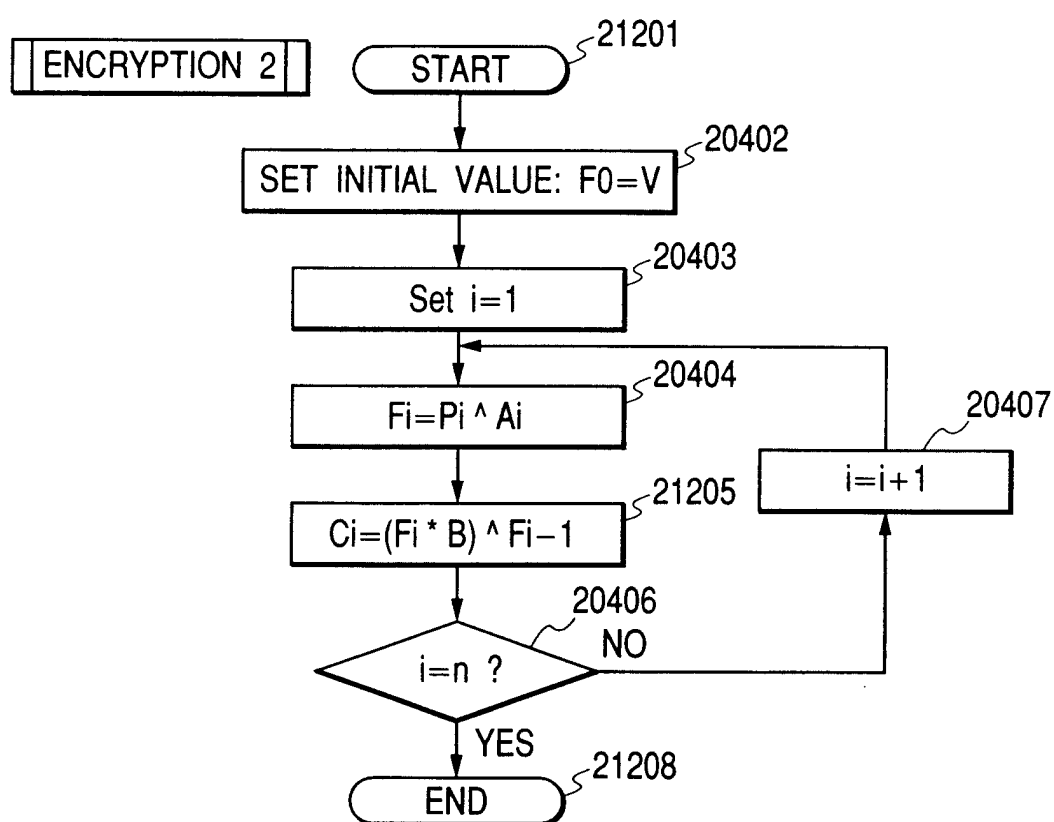 ENCRYPTION 2
START
21201
SET INITIAL VALUE: F0=V
20402
Set i=1
20403
Fi=Pi ^ Ai
20404
Ci=(Fi * B) ^ Fi-1
21205
i=n ?
20406
NO
i=i+1
20407
YES
END
21208